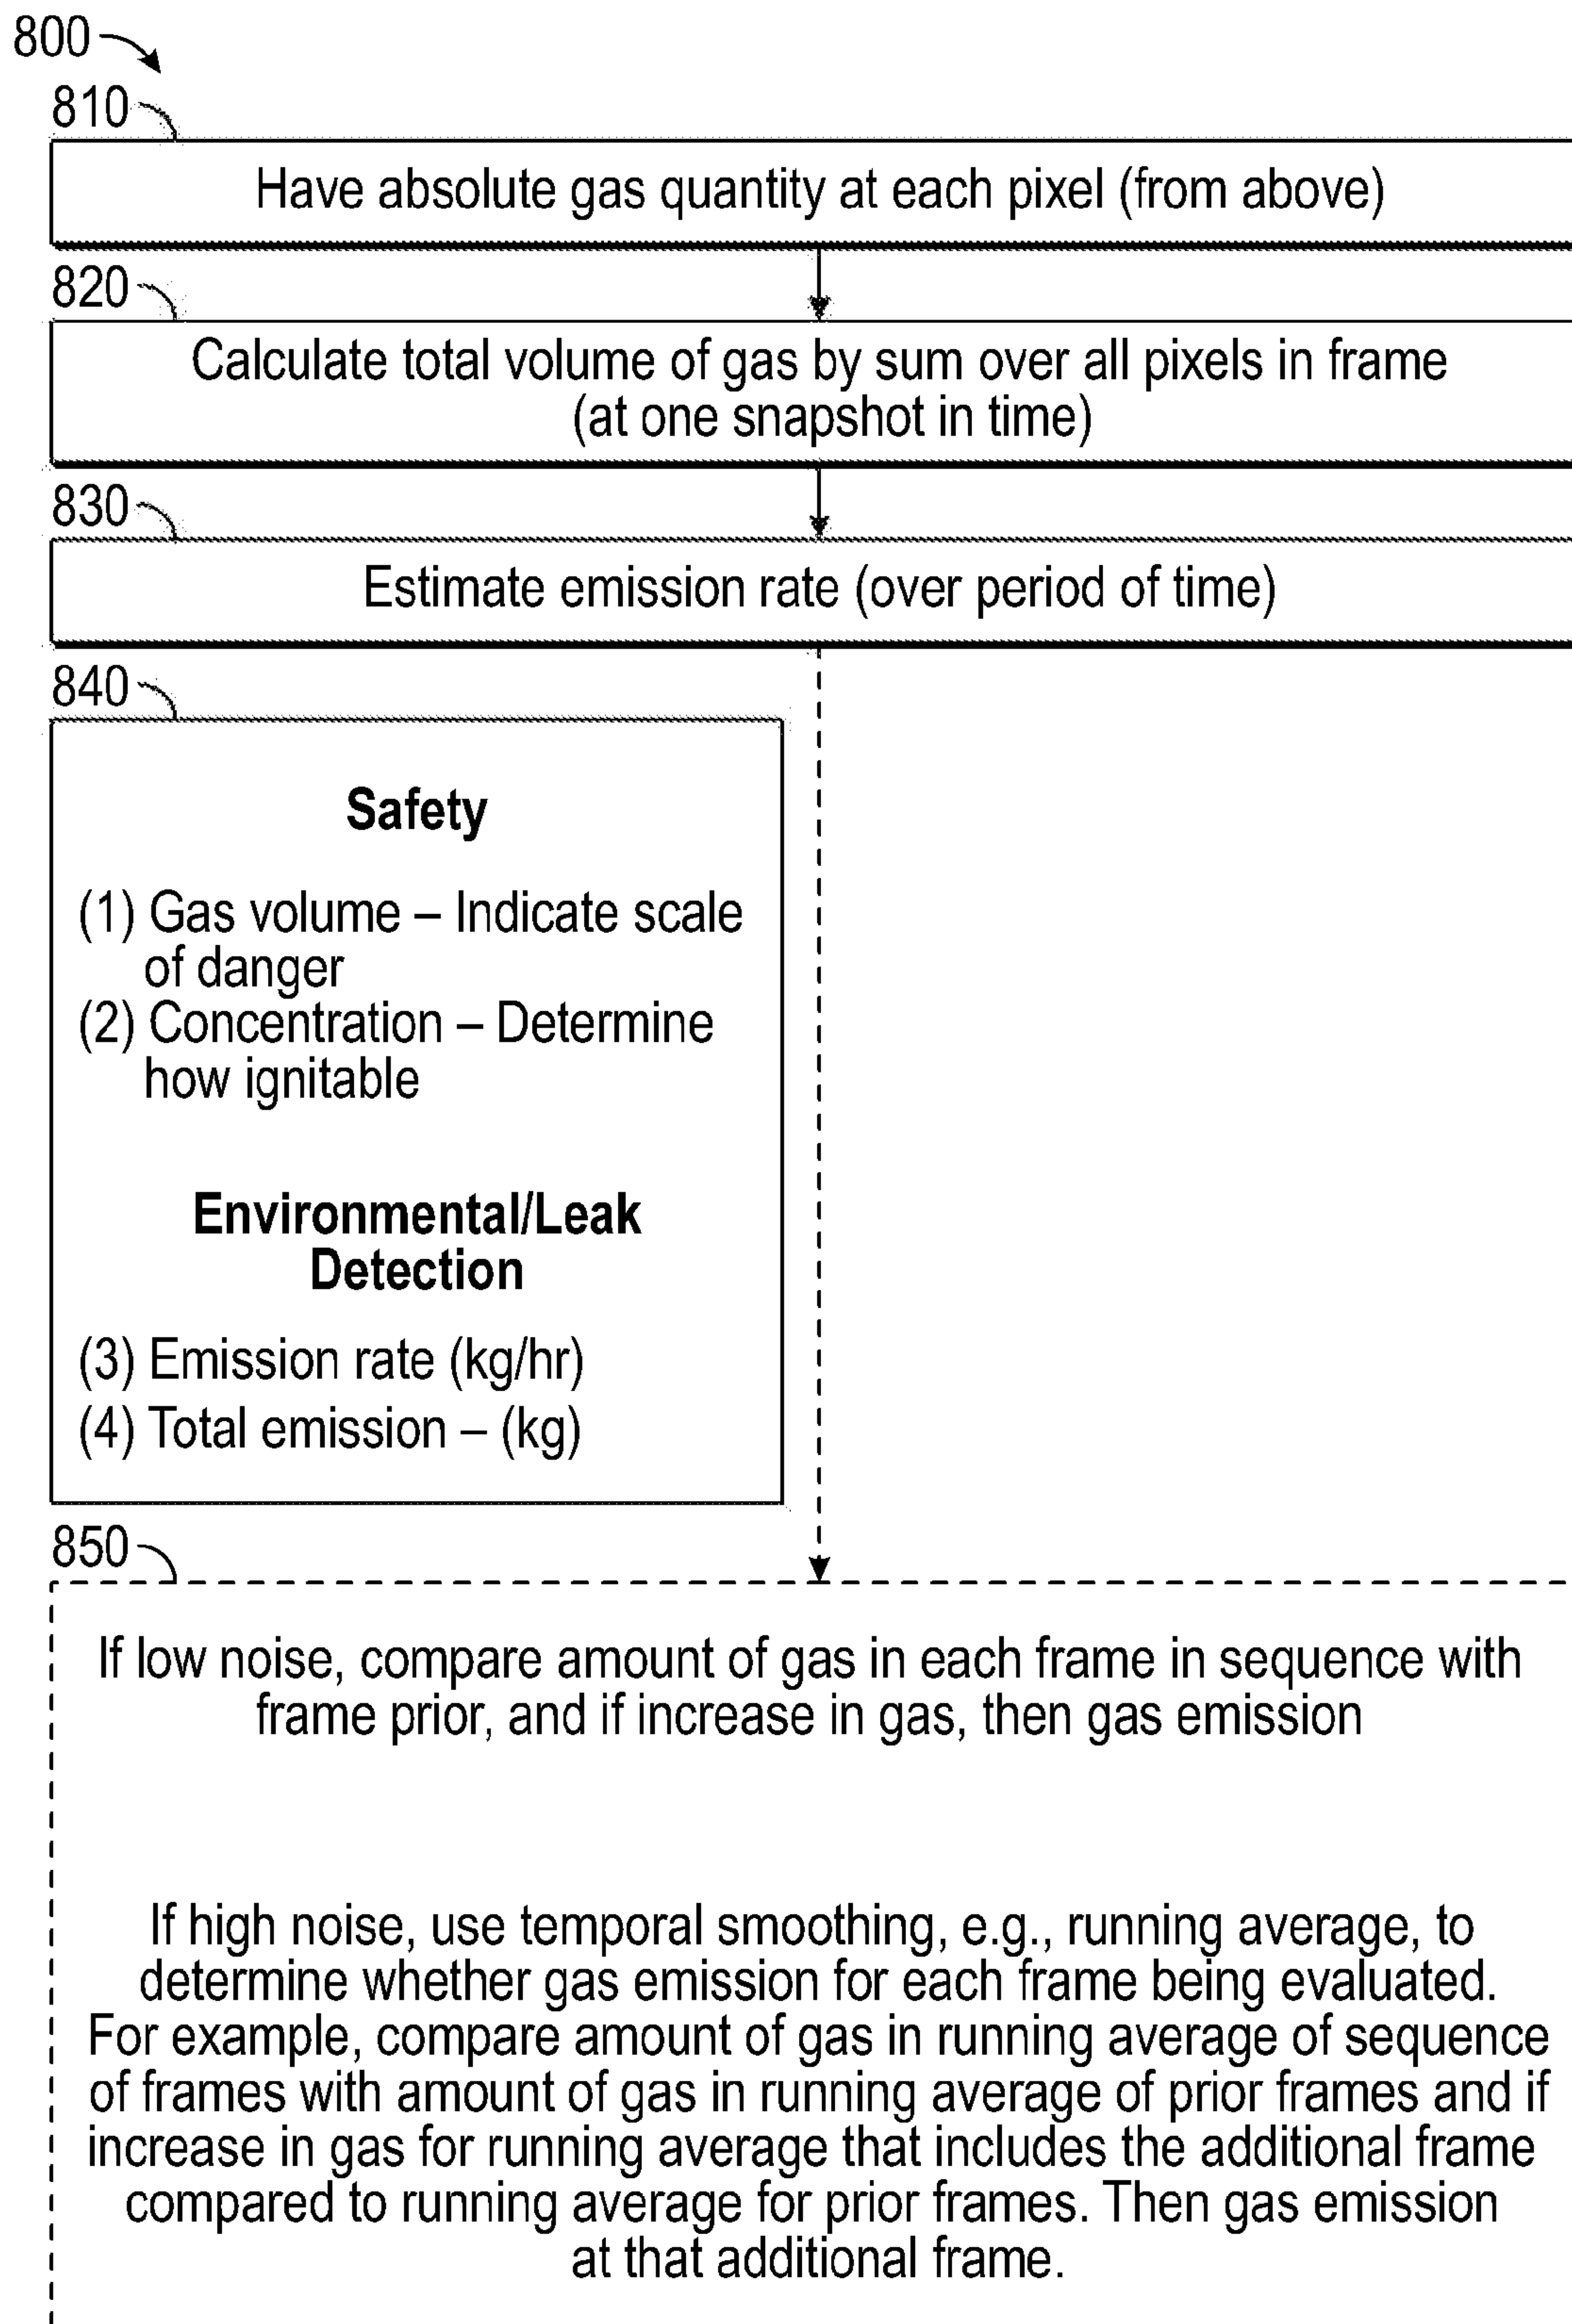 800
810
Have absolute gas quantity at each pixel (from above)
820
Calculate total volume of gas by sum over all pixels in frame
(at one snapshot in time)
830
Estimate emission rate (over period of time)
840
Safety
(1) Gas volume – Indicate scale
of danger
(2) Concentration – Determine
how ignitable
Environmental/Leak
Detection
(3) Emission rate (kg/hr)
(4) Total emission – (kg)
850
If low noise, compare amount of gas in each frame in sequence with
frame prior, and if increase in gas, then gas emission
If high noise, use temporal smoothing, e.g., running average, to
determine whether gas emission for each frame being evaluated.
For example, compare amount of gas in running average of sequence
of frames with amount of gas in running average of prior frames and if
increase in gas for running average that includes the additional frame
compared to running average for prior frames. Then gas emission
at that additional frame.